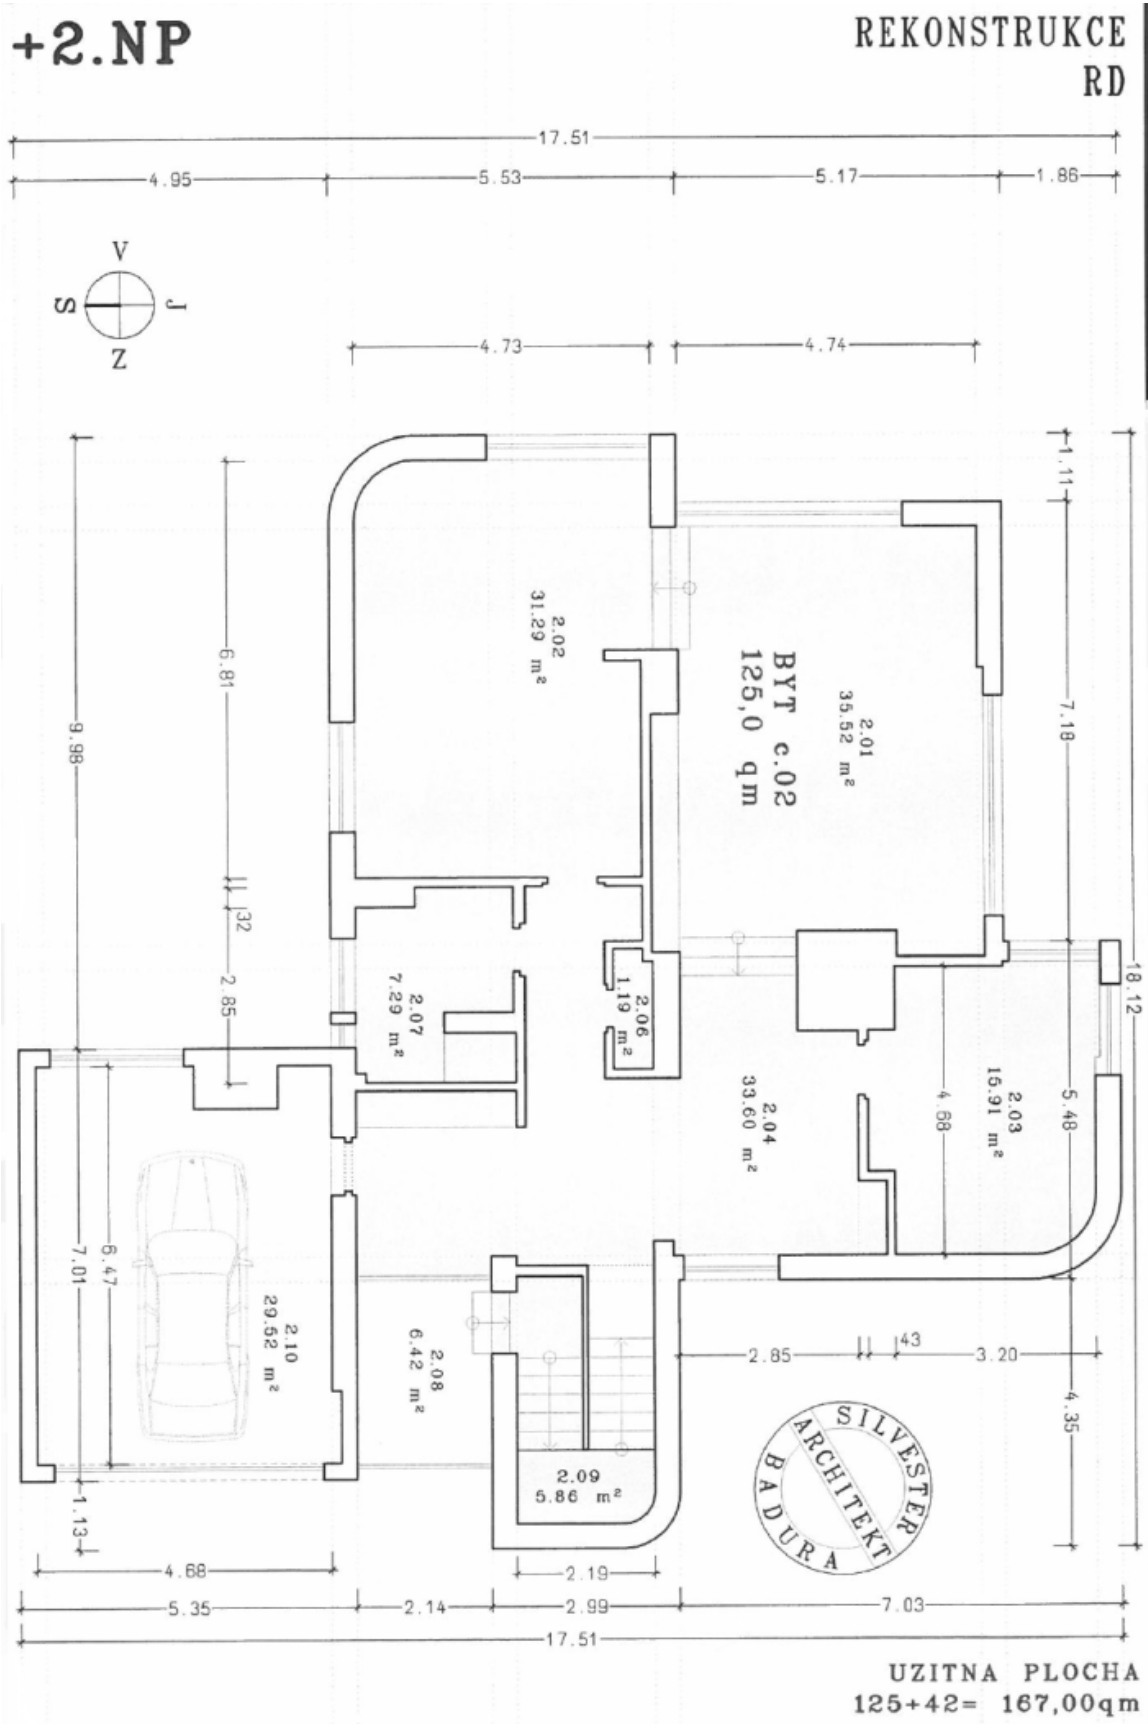 +2.NP
REKONSTRUKCE
RD
17.51
4.95
5.53
5.17
1.86
V
S
J
Z
4.73
4.74
1.11
6.81
9.98
7.18
2.02
31.29 m²
BYT c.02
125,0 qm
2.01
35.52 m²
32
2.85
18.12
2.07
7.29 m²
2.06
1.19 m²
2.04
33.60 m²
4.68
2.03
15.91 m²
5.48
7.01
6.47
2.10
29.52 m²
2.08
6.42 m²
2.85
43
3.20
4.35
2.09
5.86 m²
SILVESTER
ARCHITEKT
BADURA
1.13
4.68
2.19
5.35
2.14
2.99
7.03
17.51
UZITNA PLOCHA
125+42= 167,00qm